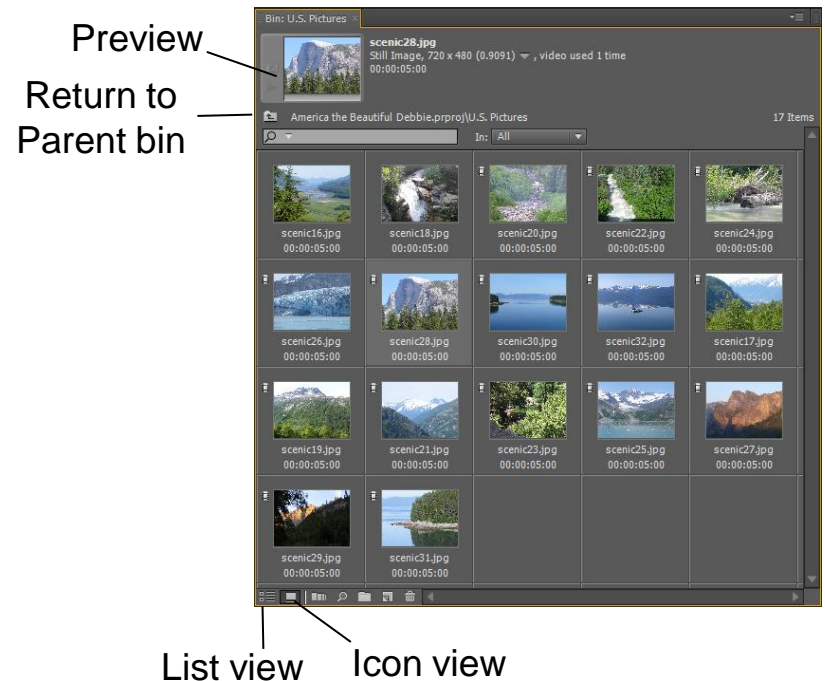 Preview
Return to
Parent bin
Bin: U.S. Pictures
scenic28.jpg
Still Image, 720 x 480 (0.9091) , video used 1 time
00:00:05:00
America the Beautiful Debbie.prproj\U.S. Pictures 17 Items
In: All
scenic16.jpg scenic18.jpg scenic20.jpg scenic22.jpg scenic24.jpg
00:00:05:00 00:00:05:00 00:00:05:00 00:00:05:00 00:00:05:00
scenic26.jpg scenic28.jpg scenic30.jpg scenic32.jpg scenic17.jpg
00:00:05:00 00:00:05:00 00:00:05:00 00:00:05:00 00:00:05:00
scenic19.jpg scenic21.jpg scenic23.jpg scenic25.jpg scenic27.jpg
00:00:05:00 00:00:05:00 00:00:05:00 00:00:05:00 00:00:05:00
scenic29.jpg scenic31.jpg
00:00:05:00 00:00:05:00
List view Icon view